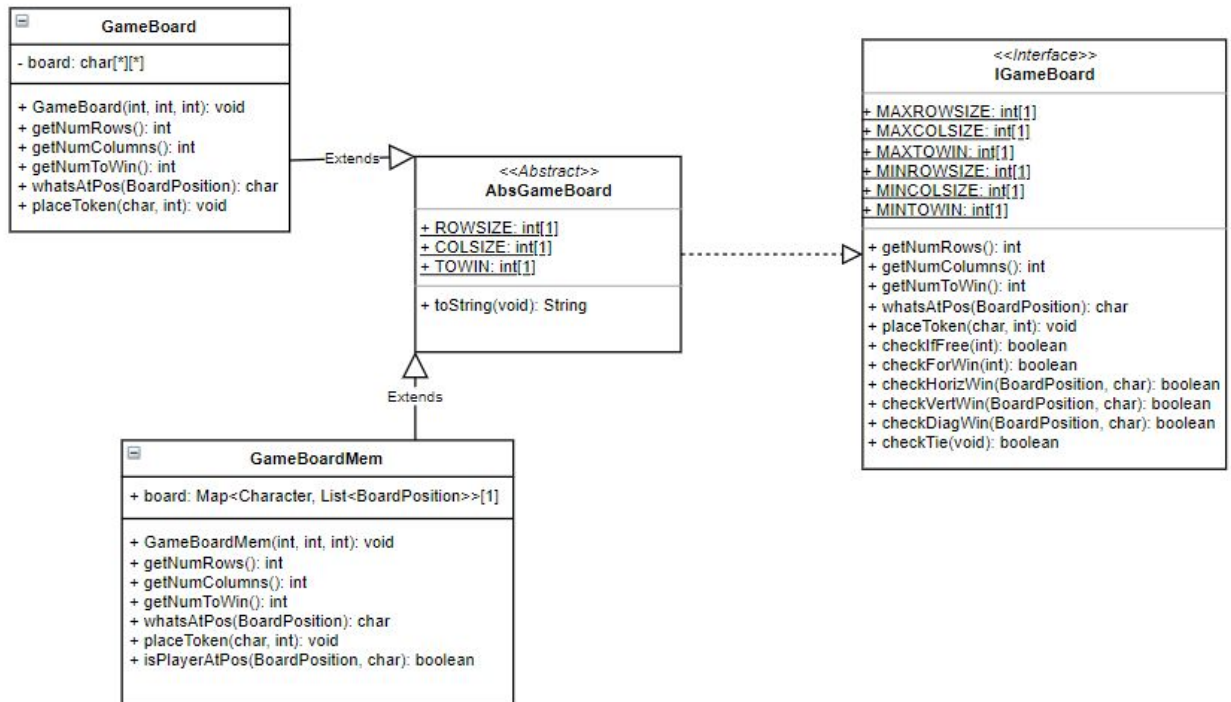 GameBoard
- board: char[*][*]
+ GameBoard(int, int, int): void
+ getNumRows(): int
+ getNumColumns(): int
+ getNumToWin(): int
+ whatsAtPos(BoardPosition): char
+ placeToken(char, int): void
Extends
<<Abstract>>
AbsGameBoard
+ ROWSIZE: int[1]
+ COLSIZE: int[1]
+ TOWIN: int[1]
+ toString(void): String
<<Interface>>
IGameBoard
+ MAXROWSIZE: int[1]
+ MAXCOLSIZE: int[1]
+ MAXTOWIN: int[1]
+ MINROWSIZE: int[1]
+ MINCOLSIZE: int[1]
+ MINTOWIN: int[1]
+ getNumRows(): int
+ getNumColumns(): int
+ getNumToWin(): int
+ whatsAtPos(BoardPosition): char
+ placeToken(char, int): void
+ checkIfFree(int): boolean
+ checkForWin(int): boolean
+ checkHorizWin(BoardPosition, char): boolean
+ checkVertWin(BoardPosition, char): boolean
+ checkDiagWin(BoardPosition, char): boolean
+ checkTie(void): boolean
Extends
GameBoardMem
+ board: Map<Character, List<BoardPosition>>[1]
+ GameBoardMem(int, int, int): void
+ getNumRows(): int
+ getNumColumns(): int
+ getNumToWin(): int
+ whatsAtPos(BoardPosition): char
+ placeToken(char, int): void
+ isPlayerAtPos(BoardPosition, char): boolean